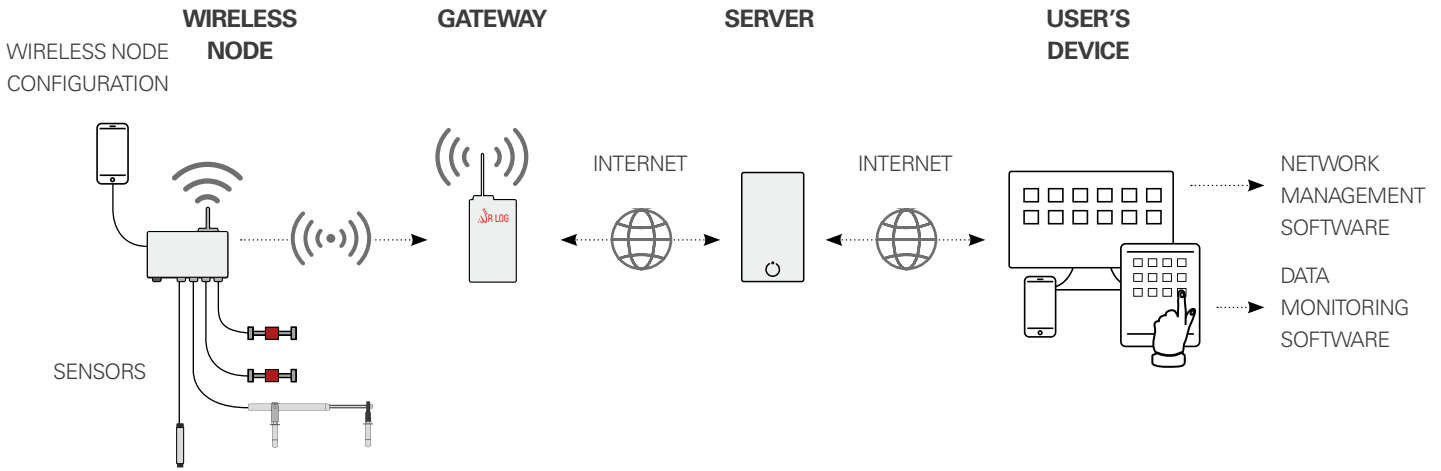 WIRELESS
NODE
GATEWAY
SERVER
USER'S
DEVICE
WIRELESS NODE
CONFIGURATION
INTERNET
INTERNET
NETWORK
MANAGEMENT
SOFTWARE
R LOG
DATA
MONITORING
SOFTWARE
SENSORS